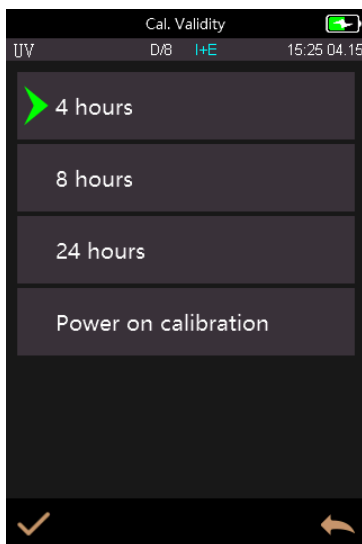 Cal. Validity
UV D/8 I+E 15:25 04.15
4 hours
8 hours
24 hours
Power on calibration